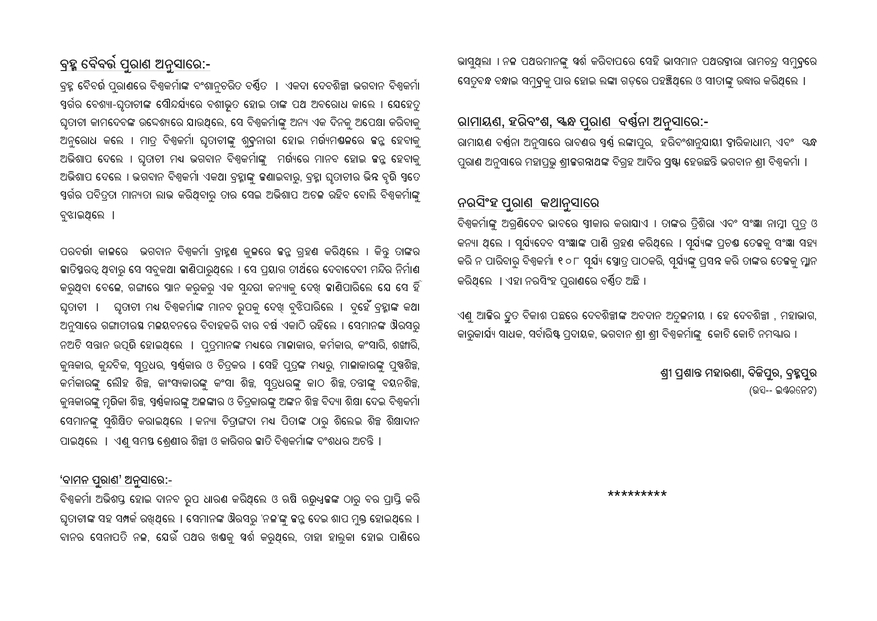 ବ୍ରହ୍ମ ବୈବର୍ତ୍ତ ପୁରାଣ ଅନୁସାରେ:-
ବ୍ରହ୍ମ ବୈବର୍ତ୍ତ ପୁରାଣରେ ବିଶ୍ୱକର୍ମାଙ୍କ ବଂଶାନୁଚରିତ ବର୍ଣ୍ଣିତ । ଏକଦା ଦେବଶିଳ୍ପୀ ଭଗବାନ ବିଶ୍ୱକର୍ମା
ସ୍ୱର୍ଗର ବେଶ୍ୟା-ଘୃତାଚୀଙ୍କ ସୌନ୍ଦର୍ଯ୍ୟରେ ବଶୀଭୂତ ହୋଇ ତାଙ୍କ ପଥ ଅବରୋଧ କାଲେ । ଯେହେତୁ
ଘୃତାଚୀ କାମଦେବଙ୍କ ଉଦ୍ଦେଶ୍ୟରେ ଯାଉଥିଲେ, ସେ ବିଶ୍ୱକର୍ମାଙ୍କୁ ଅନ୍ୟ ଏକ ଦିନକୁ ଅପେକ୍ଷା କରିବାକୁ
ଅନୁରୋଧ କଲେ । ମାତ୍ର ବିଶ୍ୱକର୍ମା ଘୃତାଚୀଙ୍କୁ ଶୁଦ୍ରନାରୀ ହୋଇ ମର୍ତ୍ତ୍ୟମଣ୍ଡଳରେ ଜନ୍ମ ହେବାକୁ
ଅଭିଶାପ ଦେଲେ । ଘୃତାଚୀ ମଧ୍ୟ ଭଗବାନ ବିଶ୍ୱକର୍ମାଙ୍କୁ ମର୍ତ୍ତ୍ୟରେ ମାନବ ହୋଇ ଜନ୍ମ ହେବାକୁ
ଅଭିଶାପ ଦେଲେ । ଭଗବାନ ବିଶ୍ୱକର୍ମା ଏକଥା ବ୍ରହ୍ମାଙ୍କୁ ଜଣାଇବାରୁ, ବ୍ରହ୍ମା ଘୃତାଚୀର ଭିନ୍ନ ବୃତ୍ତି ସତ୍ତେ
ସ୍ୱର୍ଗର ପବିତ୍ରତା ମାନ୍ୟତା ଲାଭ କରିଥିବାରୁ ତାର ସେଇ ଅଭିଶାପ ଅଟଳ ରହିବ ବୋଲି ବିଶ୍ୱକର୍ମାଙ୍କୁ
ବୁଝାଇଥିଲେ ।
ପରବର୍ତ୍ତୀ କାଳରେ ଭଗବାନ ବିଶ୍ୱକର୍ମା ବ୍ରାହ୍ମଣ କୁଳରେ ଜନ୍ମ ଗ୍ରହଣ କରିଥିଲେ । କିନ୍ତୁ ତାଙ୍କର
ଜାତିସ୍ମରତ୍ୱ ଥିବାରୁ ସେ ସବୁକଥା ଜାଣିପାରୁଥିଲେ । ସେ ପ୍ରୟାଗ ତୀର୍ଥରେ ଦେବାଦେବୀ ମନ୍ଦିର ନିର୍ମାଣ
କରୁଥିବା ବେଳେ, ଗଙ୍ଗାରେ ସ୍ନାନ କରୁକରୁ ଏକ ସୁନ୍ଦରୀ କନ୍ୟାକୁ ଦେଖି ଜାଣିପାରିଲେ ଯେ ସେ ହିଁ
ଘୃତାଚୀ । ଘୃତାଚୀ ମଧ୍ୟ ବିଶ୍ୱକର୍ମାଙ୍କ ମାନବ ରୂପକୁ ଦେଖି ବୁଝିପାରିଲେ । ଦୁହେଁ ବ୍ରହ୍ମାଙ୍କ କଥା
ଅନୁସାରେ ଗଙ୍ଗାତୀରସ୍ଥ ମଳୟବନରେ ବିବାହକରି ବାର ବର୍ଷ ଏକାଠି ରହିଲେ । ସେମାନଙ୍କ ଔରସରୁ
ନଅଟି ସନ୍ତାନ ଉତ୍ପତ୍ତି ହୋଇଥିଲେ । ପୁତ୍ରମାନଙ୍କ ମଧ୍ୟରେ ମାଳାକାର, କର୍ମକାର, କଂସାରି, ଶଙ୍ଖାରି,
କୁମ୍ଭକାର, କୁନ୍ଦବିକ, ସୂତ୍ରଧର, ସ୍ୱର୍ଣ୍ଣକାର ଓ ଚିତ୍ରକର । ସେହି ପୁତ୍ରଙ୍କ ମଧ୍ୟରୁ, ମାଳାକାରଙ୍କୁ ପୁଷ୍ପଶିଳ୍ପ,
କର୍ମକାରଙ୍କୁ ଲୌହ ଶିଳ୍ପ, କାଂସ୍ୟକାରଙ୍କୁ କଂସା ଶିଳ୍ପ, ସୂତ୍ରଧରଙ୍କୁ କାଠ ଶିଳ୍ପ, ତନ୍ତୀଙ୍କୁ ବୟନଶିଳ୍ପ,
କୁମ୍ଭକାରଙ୍କୁ ମୃତ୍ତିକା ଶିଳ୍ପ, ସ୍ୱର୍ଣ୍ଣକାରଙ୍କୁ ଅଳଙ୍କାର ଓ ଚିତ୍ରକାରଙ୍କୁ ଅଙ୍କନ ଶିଳ୍ପ ବିଦ୍ୟା ଶିକ୍ଷା ଦେଇ ବିଶ୍ୱକର୍ମା
ସେମାନଙ୍କୁ ସୁଶିକ୍ଷିତ କରାଇଥିଲେ । କନ୍ୟା ଚିତ୍ରାଙ୍ଗଦା ମଧ୍ୟ ପିତାଙ୍କ ଠାରୁ ଶିଲେଇ ଶିଳ୍ପ ଶିକ୍ଷାଦାନ
ପାଇଥିଲେ । ଏଣୁ ସମସ୍ତ ଶ୍ରେଣୀର ଶିଳ୍ପୀ ଓ କାରିଗର ଜାତି ବିଶ୍ୱକର୍ମାଙ୍କ ବଂଶଧର ଅଟନ୍ତି ।
‘ବାମନ ପୁରାଣ’ ଅନୁସାରେ:-
ବିଶ୍ୱକର୍ମା ଅଭିଶପ୍ତ ହୋଇ ଦାନବ ରୂପ ଧାରଣ କରିଥିଲେ ଓ ଋଷି ଋତୁଧ୍ୱଜଙ୍କ ଠାରୁ ବର ପ୍ରାପ୍ତି କରି
ଘୃତାଚୀଙ୍କ ସହ ସମ୍ପର୍କ ରଖିଥିଲେ । ସେମାନଙ୍କ ଔରସରୁ ‘ନଳ’ଙ୍କୁ ଜନ୍ମ ଦେଇ ଶାପ ମୁକ୍ତ ହୋଇଥିଲେ ।
ବାନର ସେନାପତି ନଳ, ଯେଉଁ ପଥର ଖଣ୍ଡକୁ ସ୍ପର୍ଶ କରୁଥିଲେ, ତାହା ହାଲୁକା ହୋଇ ପାଣିରେ
ଭାସୁଥିଲା । ନଳ ପଥରମାନଙ୍କୁ ସ୍ପର୍ଶ କରିବାପରେ ସେହି ଭାସମାନ ପଥରଦ୍ୱାରା ରାମଚନ୍ଦ୍ର ସମୁଦ୍ରରେ
ସେତୁବନ୍ଧ ବନ୍ଧାଇ ସମୁଦ୍ରକୁ ପାର ହୋଇ ଲଙ୍କା ଗଡ଼ରେ ପହଞ୍ଚିଥିଲେ ଓ ସୀତାଙ୍କୁ ଉଦ୍ଧାର କରିଥିଲେ ।
ରାମାୟଣ, ହରିବଂଶ, ସ୍କନ୍ଧ ପୁରାଣ ବର୍ଣ୍ଣନା ଅନୁସାରେ:-
ରାମାୟଣ ବର୍ଣ୍ଣନା ଅନୁସାରେ ରାବଣର ସ୍ୱର୍ଣ୍ଣ ଲଙ୍କାପୁର, ହରିବଂଶାନୁଯାୟୀ ଦ୍ୱାରିକାଧାମ, ଏବଂ ସ୍କନ୍ଧ
ପୁରାଣ ଅନୁସାରେ ମହାପ୍ରଭୁ ଶ୍ରୀଜଗନ୍ନାଥଙ୍କ ବିଗ୍ରହ ଆଦିର ସ୍ରଷ୍ଟା ହେଉଛନ୍ତି ଭଗବାନ ଶ୍ରୀ ବିଶ୍ୱକର୍ମା ।
ନରସିଂହ ପୁରାଣ କଥାନୁସାରେ
ବିଶ୍ୱକର୍ମାଙ୍କୁ ଅଗ୍ରଣିଦେବ ଭାବରେ ସ୍ୱୀକାର କରାଯାଏ । ତାଙ୍କର ତ୍ରିଶିରା ଏବଂ ସଂଜ୍ଞା ନାମ୍ନୀ ପୁତ୍ର ଓ
କନ୍ୟା ଥିଲେ । ସୂର୍ଯ୍ୟଦେବ ସଂଜ୍ଞାଙ୍କ ପାଣି ଗ୍ରହଣ କରିଥିଲେ । ସୂର୍ଯ୍ୟଙ୍କ ପ୍ରଚଣ୍ଡ ତେଜକୁ ସଂଜ୍ଞା ସହ୍ୟ
କରି ନ ପାରିବାରୁ ବିଶ୍ୱକର୍ମା ୧୦୮ ସୂର୍ଯ୍ୟ ସ୍ତୋତ୍ର ପାଠକରି, ସୂର୍ଯ୍ୟଙ୍କୁ ପ୍ରସନ୍ନ କରି ତାଙ୍କର ତେଜକୁ ମ୍ଳାନ
କରିଥିଲେ । ଏହା ନରସିଂହ ପୁରାଣରେ ବର୍ଣ୍ଣିତ ଅଛି ।
ଏଣୁ ଆଜିର ଦ୍ରୁତ ବିକାଶ ପଛରେ ଦେବଶିଳ୍ପୀଙ୍କ ଅବଦାନ ଅତୁଳନୀୟ । ହେ ଦେବଶିଳ୍ପୀ , ମହାଭାଗ,
କାରୁକାର୍ଯ୍ୟ ସାଧକ, ସର୍ବାରିଷ୍ଟ ପ୍ରଦାୟକ, ଭଗବାନ ଶ୍ରୀ ଶ୍ରୀ ବିଶ୍ୱକର୍ମାଙ୍କୁ କୋଟି କୋଟି ନମସ୍କାର ।
ଶ୍ରୀ ପ୍ରଶାନ୍ତ ମହାରଣା, ବିଜିପୁର, ବ୍ରହ୍ମପୁର
(ଉତ୍ସ-- ଇଣ୍ଟରନେଟ)
*********